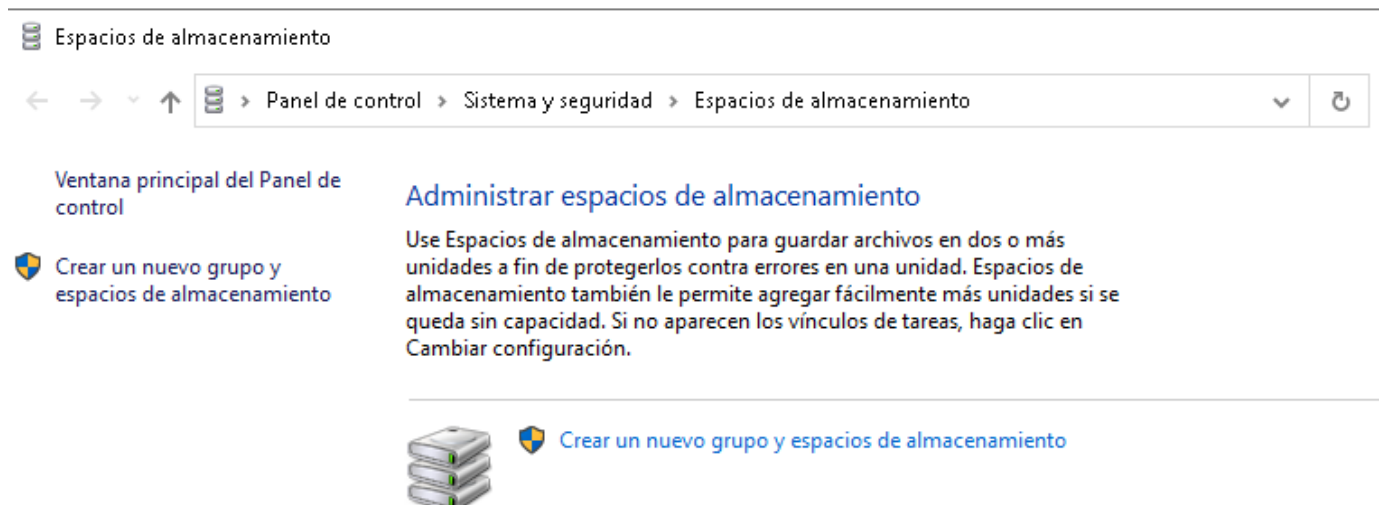 Espacios de almacenamiento
Panel de control > Sistema y seguridad > Espacios de almacenamiento
Ventana principal del Panel de
control
Crear un nuevo grupo y
espacios de almacenamiento
Administrar espacios de almacenamiento
Use Espacios de almacenamiento para guardar archivos en dos o más
unidades a fin de protegerlos contra errores en una unidad. Espacios de
almacenamiento también le permite agregar fácilmente más unidades si se
queda sin capacidad. Si no aparecen los vínculos de tareas, haga clic en
Cambiar configuración.
Crear un nuevo grupo y espacios de almacenamiento